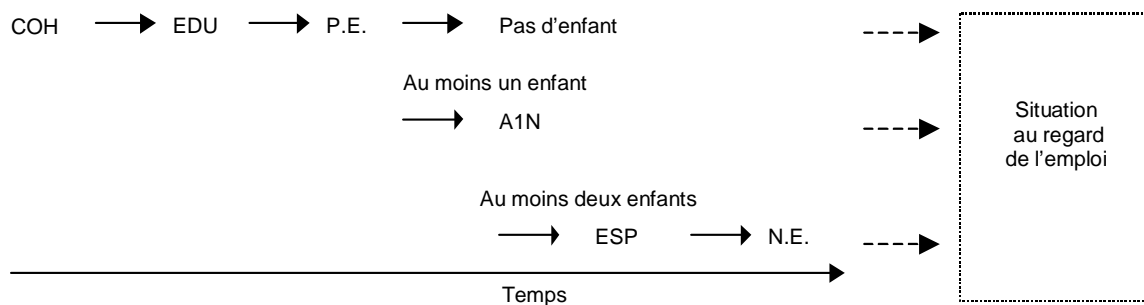 COH EDU P.E. Pas d'enfant
Au moins un enfant
A1N
Situation
au regard
de l'emploi
Au moins deux enfants
ESP N.E.
Temps